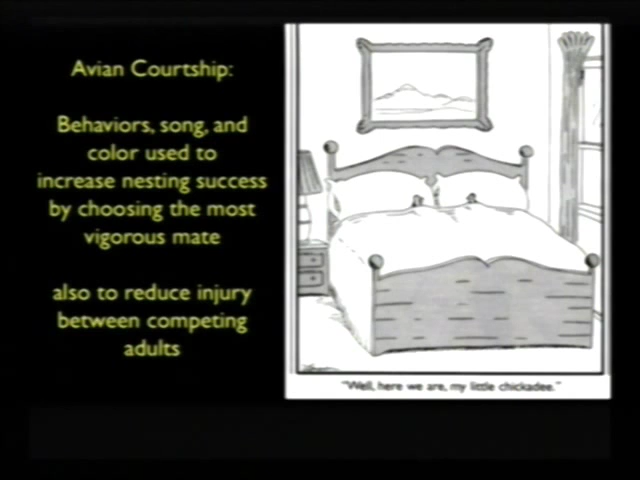 Avian Courtship:
Behaviors, song, and
color used to
increase nesting success
by choosing the most
vigorous mate
also to reduce injury
between competing
adults
"Well, here we are, my little chickadee."